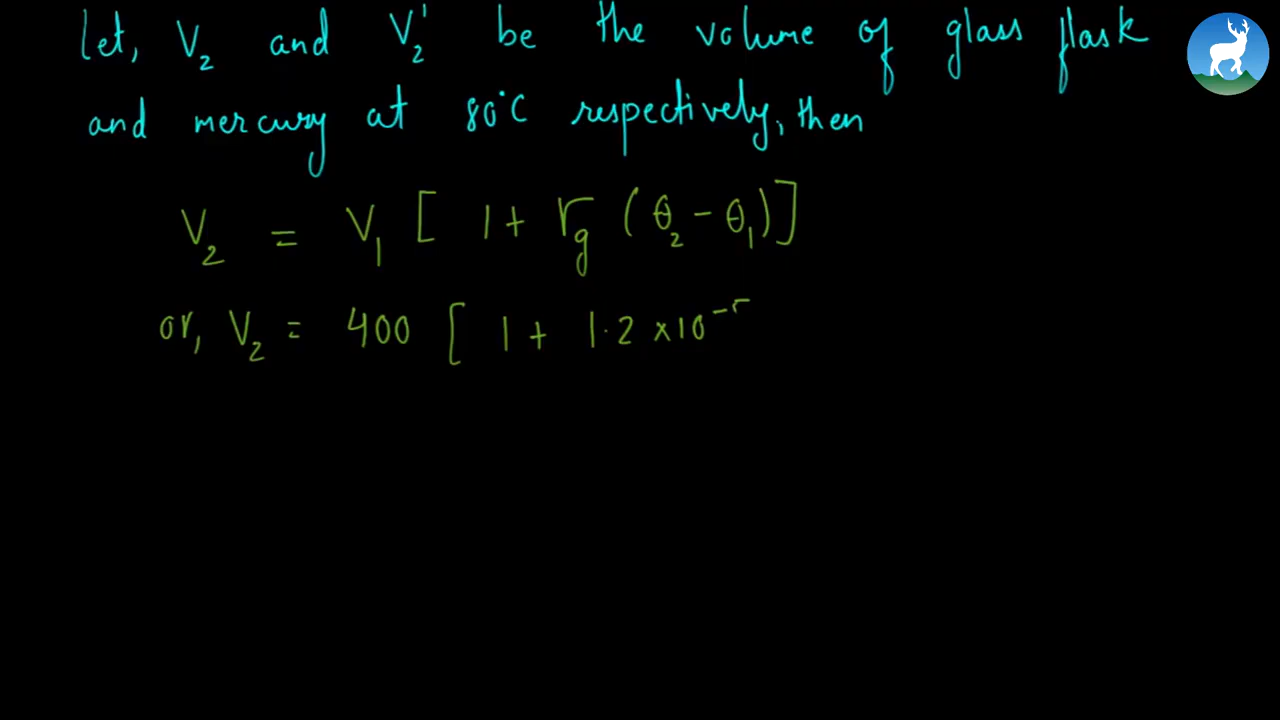 let, V₂ and V₂' be the volume of glass flask
and mercury at 80°C respectively, then
V₂ = V₁ [ 1 + γg (θ₂ - θ₁)]
or, V₂ = 400 [ 1 + 1.2 ×10⁻